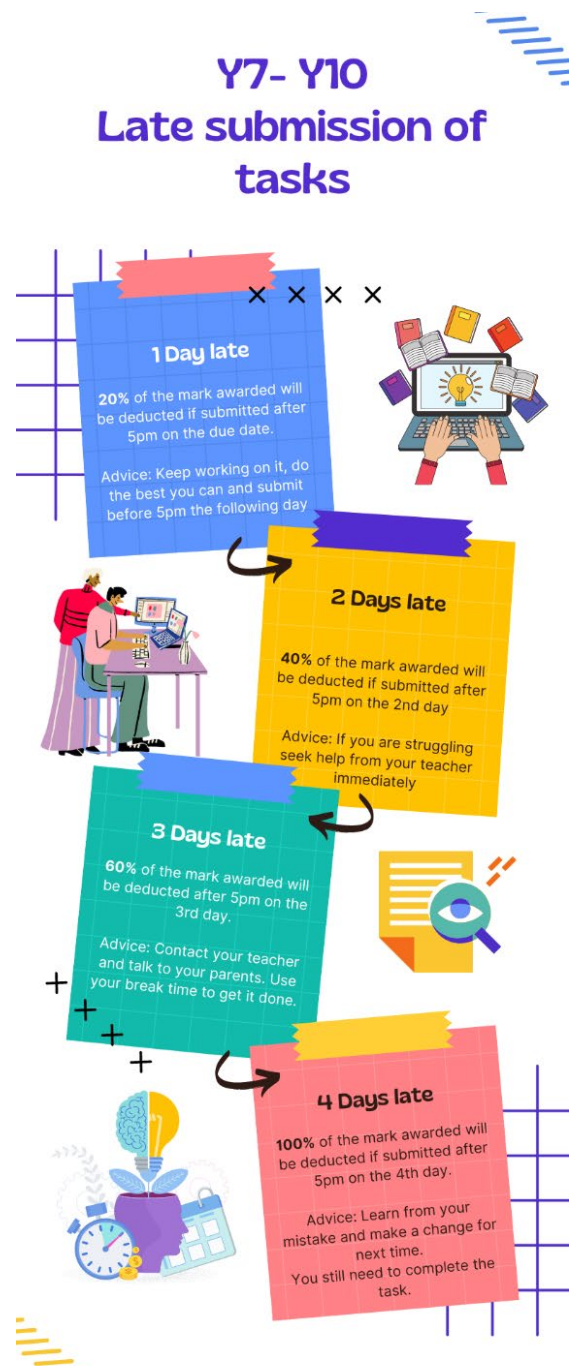 Y7- Y10
Late submission of
tasks
1 Day late
20% of the mark awarded will
be deducted if submitted after
5pm on the due date.
Advice: Keep working on it, do
the best you can and submit
before 5pm the following day
2 Days late
40% of the mark awarded will
be deducted if submitted after
5pm on the 2nd day
Advice: If you are struggling
seek help from your teacher
immediately
3 Days late
60% of the mark awarded will
be deducted after 5pm on the
3rd day.
Advice: Contact your teacher
and talk to your parents. Use
your break time to get it done.
4 Days late
100% of the mark awarded will
be deducted if submitted after
5pm on the 4th day.
Advice: Learn from your
mistake and make a change for
next time.
You still need to complete the
task.